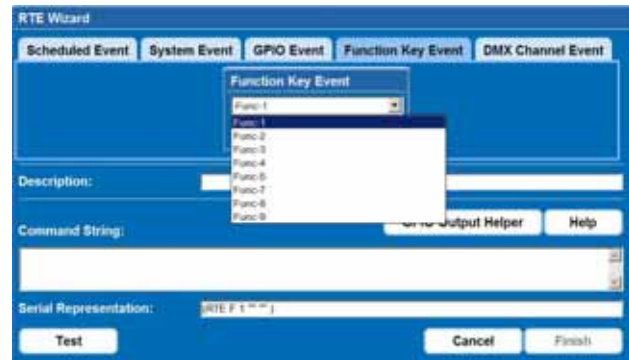 RTE Wizard
Scheduled Event System Event GPIO Event Function Key Event DMX Channel Event
Function Key Event
Func-1
Func-1
Func-2
Func-3
Func-4
Func-5
Func-7
Func-8
Func-9
Description:
Output Helper Help
Command String:
Serial Representation: (RTE F 1 "" "" )
Test Cancel Finish